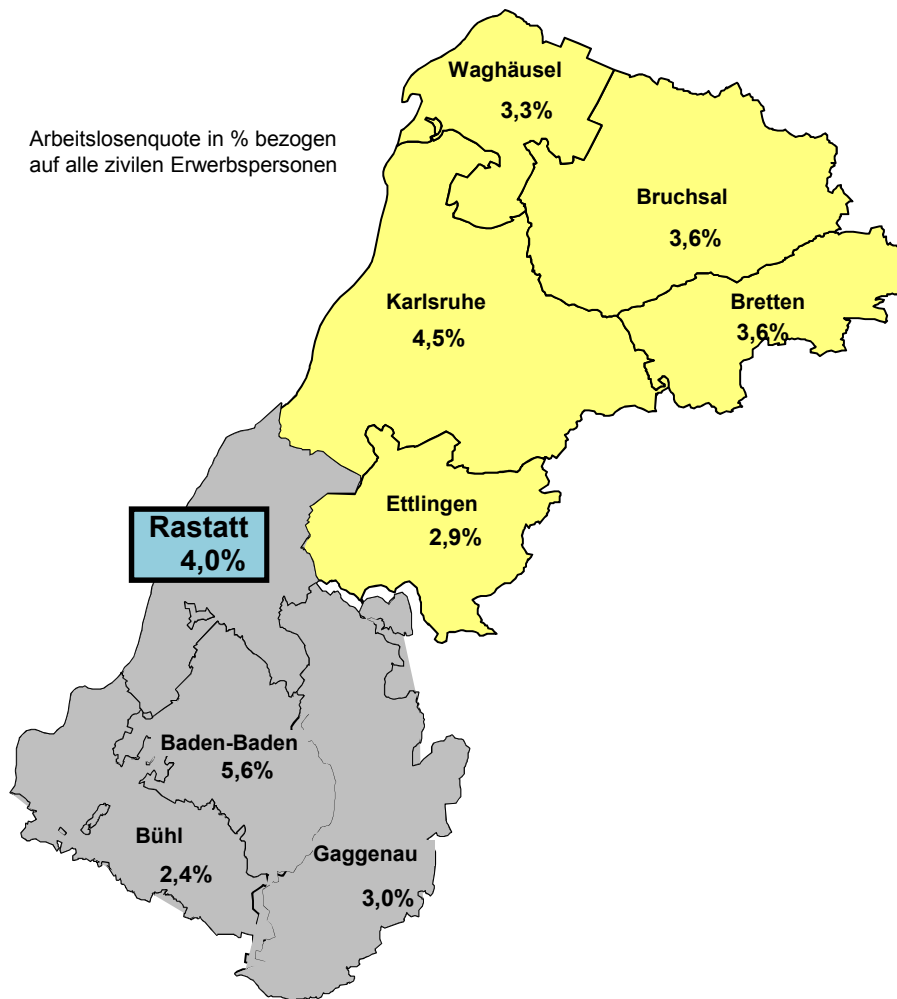 Waghäusel
3,3%
Arbeitslosenquote in % bezogen
auf alle zivilen Erwerbspersonen
Bruchsal
3,6%
Karlsruhe
4,5%
Bretten
3,6%
Ettlingen
2,9%
Rastatt
4,0%
Baden-Baden
5,6%
Bühl
2,4%
Gaggenau
3,0%